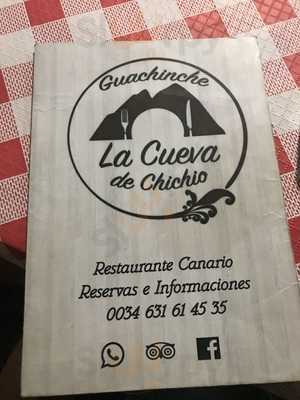 Guachinche
La Cueva
de Chichio
Restaurante Canario
Reservas e Informaciones
0034 631 61 45 35